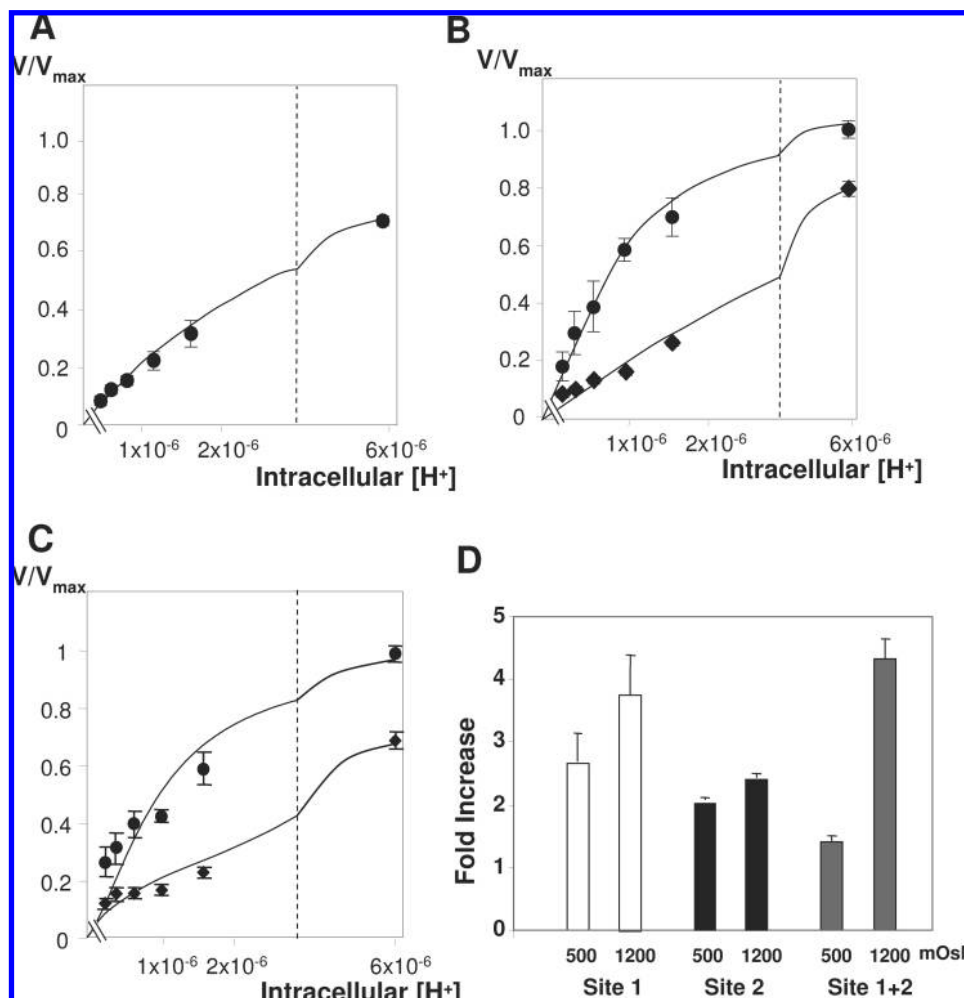 A
V/Vmax
1.0
0.8
0.6
0.4
0.2
0
1x10⁻⁶ 2x10⁻⁶ 6x10⁻⁶
Intracellular [H⁺]
B
V/Vmax
1.0
0.8
0.6
0.4
0.2
0
1x10⁻⁶ 2x10⁻⁶ 6x10⁻⁶
Intracellular [H⁺]
C
V/Vmax
1
0.8
0.6
0.4
0.2
0
1x10⁻⁶ 2x10⁻⁶ 6x10⁻⁶
Intracellular [H⁺]
D
Fold Increase
5
4
3
2
1
0
500 1200 500 1200 500 1200 mOsl
Site 1 Site 2 Site 1+2